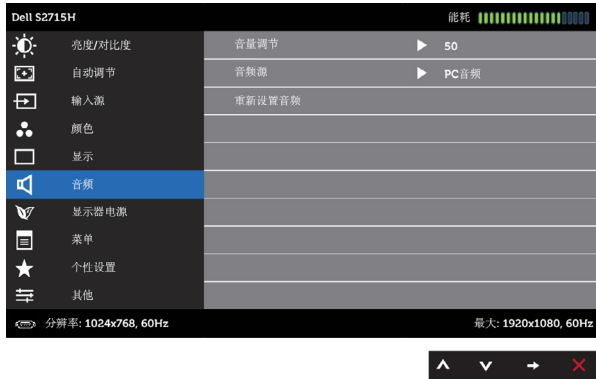 Dell S2715H 能耗
亮度/对比度 音量调节 50
自动调节 音频源 PC音频
输入源 重新设置音频
颜色
显示
音频
显示器电源
菜单
个性设置
其他
分辨率: 1024x768, 60Hz 最大: 1920x1080, 60Hz